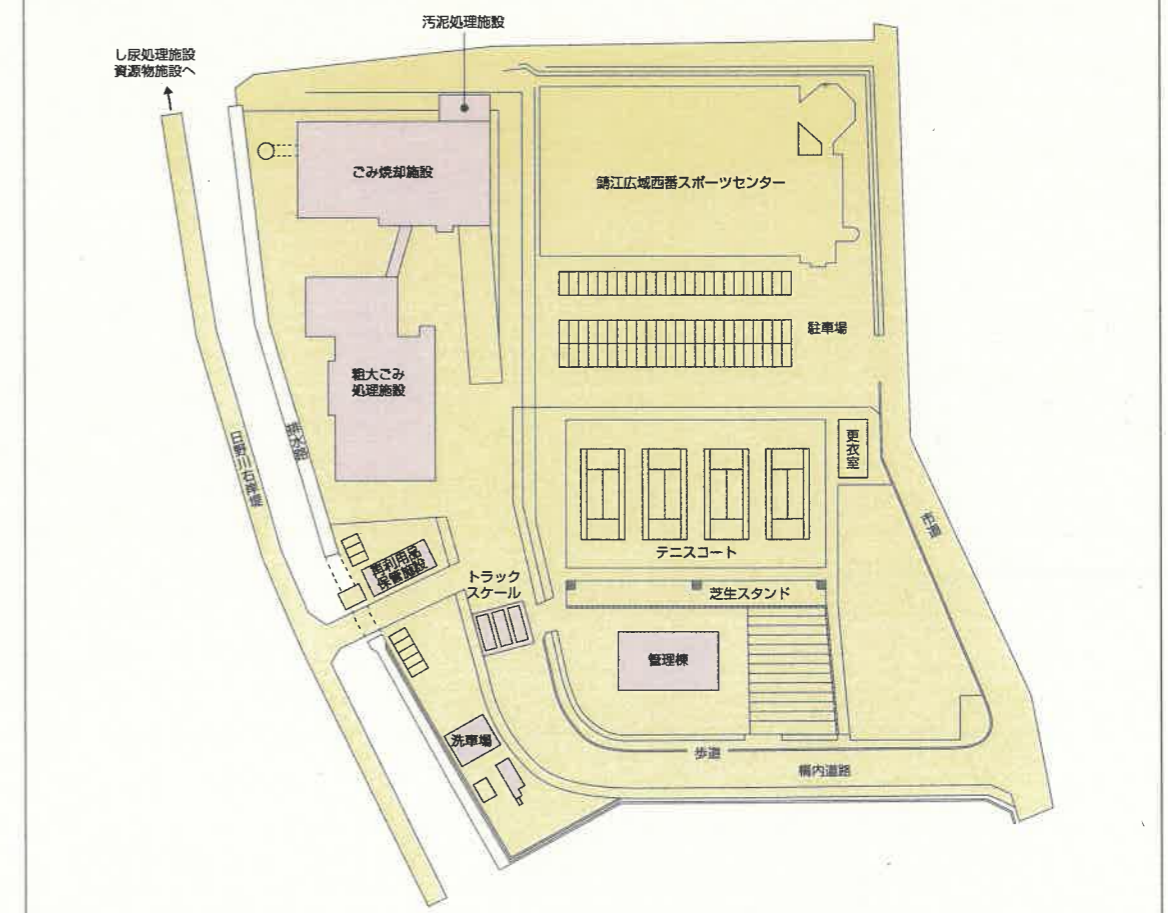 汚泥処理施設
し尿処理施設
資源物施設へ
ごみ焼却施設
鯖江広域西番スポーツセンター
駐車場
粗大ごみ
処理施設
更衣室
日野川右岸堤
排水路
市道
テニスコート
再利用品
保管施設
トラック
スケール
芝生スタンド
管理棟
洗車場
歩道
構内道路